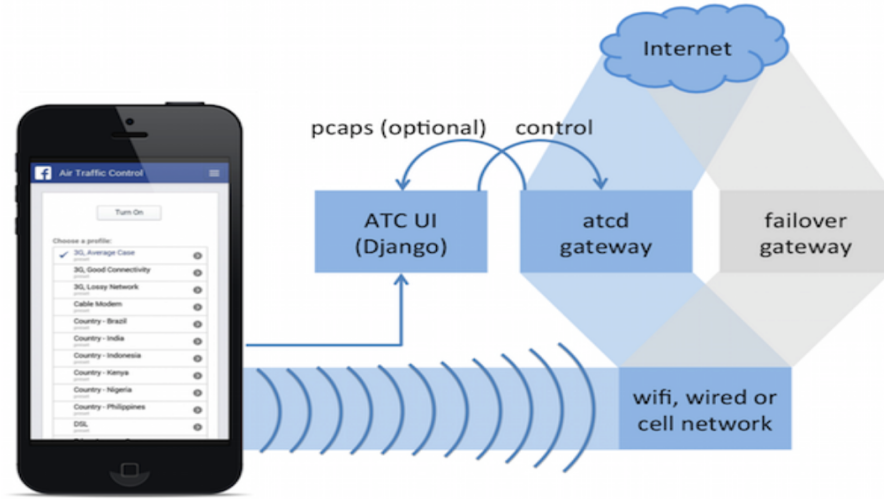 Internet
pcaps (optional)
control
ATC UI
(Django)
atcd
gateway
failover
gateway
wifi, wired or
cell network
f
Air Traffic Control
Turn On
Choose a profile:
3G, Average Case
3G, Good Connectivity
3G, Lossy Network
Cable Modem
Country - Brazil
Country - India
Country - Indonesia
Country - Kenya
Country - Nigeria
Country - Philippines
DSL